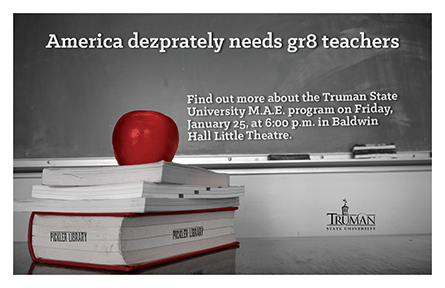 America dezprately needs gr8 teachers
Find out more about the Truman State
University M.A.E. program on Friday,
January 25, at 6:00 p.m. in Baldwin
Hall Little Theatre.
PICKLER LIBRARY
PICKLER LIBRARY
TRUMAN
STATE UNIVERSITY